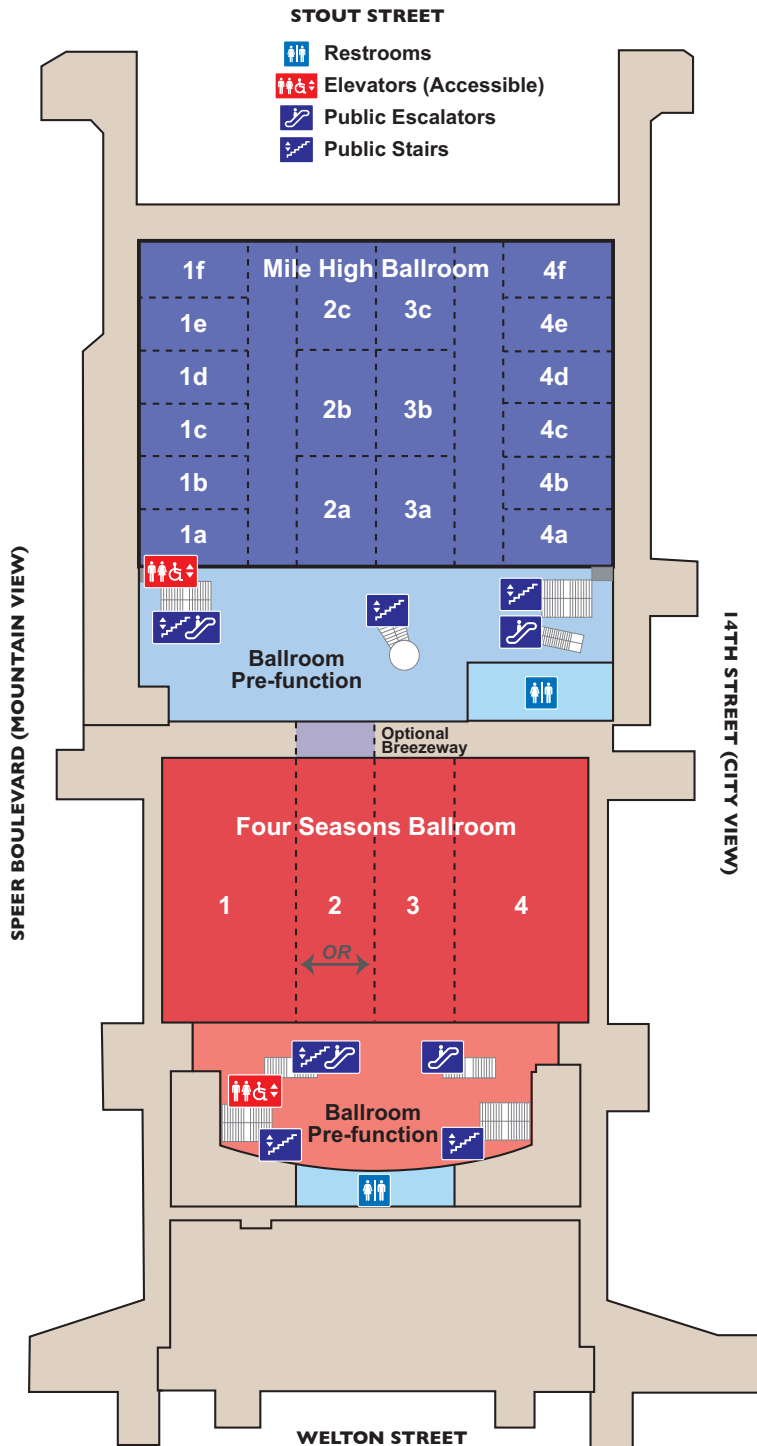 STOUT STREET
Restrooms
Elevators (Accessible)
Public Escalators
Public Stairs
Mile High Ballroom
1f
4f
2c
3c
1e
4e
1d
4d
2b
3b
1c
4c
1b
4b
2a
3a
1a
4a
Ballroom
Pre-function
Optional
Breezeway
SPEER BOULEVARD (MOUNTAIN VIEW)
14TH STREET (CITY VIEW)
Four Seasons Ballroom
1
2
3
4
OR
Ballroom
Pre-function
WELTON STREET